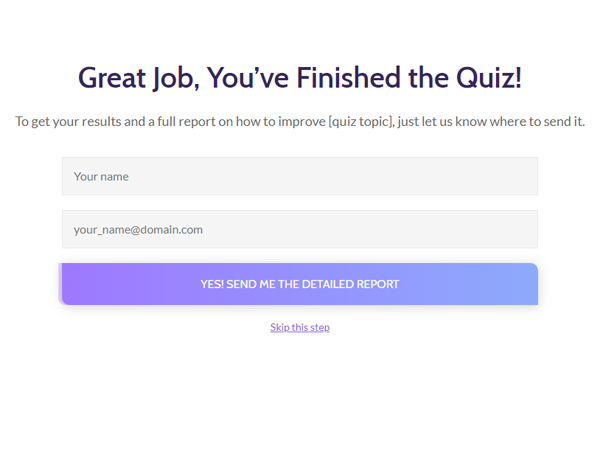 Great Job, You’ve Finished the Quiz!
To get your results and a full report on how to improve [quiz topic], just let us know where to send it.
Your name
your_name@domain.com
YES! SEND ME THE DETAILED REPORT
Skip this step